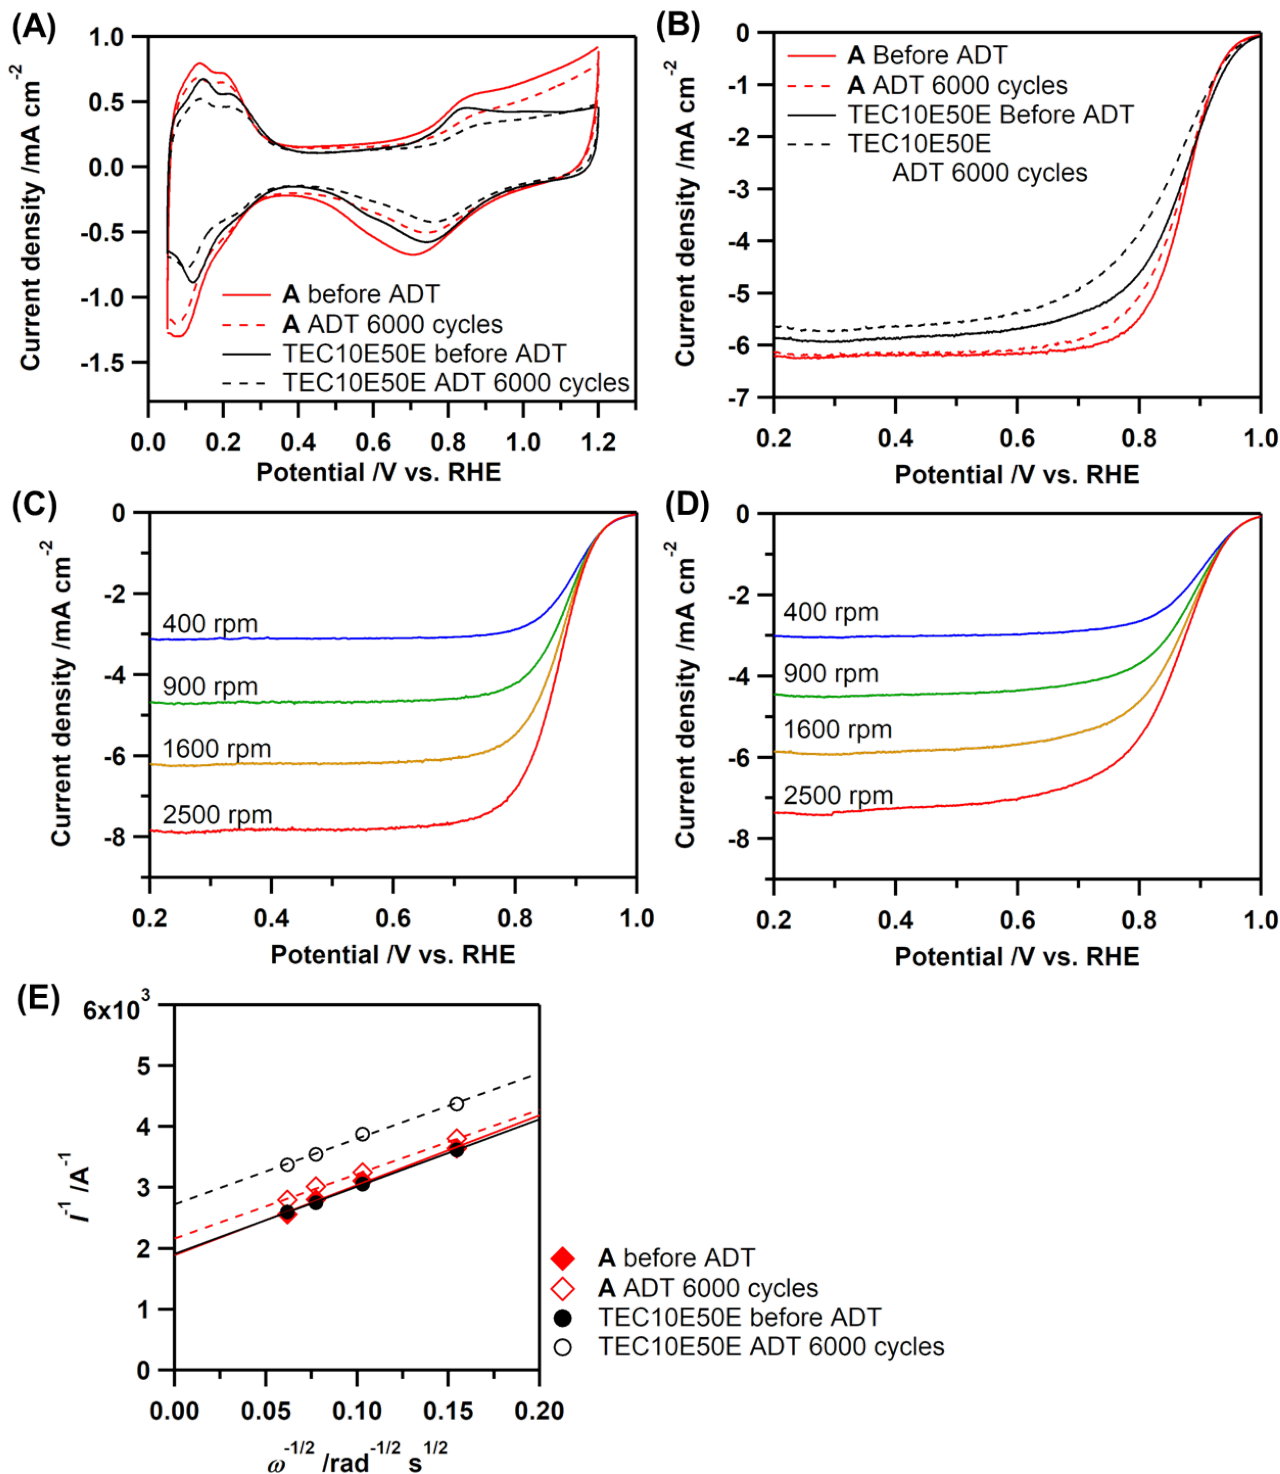 (A)
Current density /mA cm⁻²
1.0
0.5
0.0
-0.5
-1.0
-1.5
A before ADT
A ADT 6000 cycles
TEC10E50E before ADT
TEC10E50E ADT 6000 cycles
0.0 0.2 0.4 0.6 0.8 1.0 1.2
Potential /V vs. RHE
(B)
Current density /mA cm⁻²
0
-1
-2
-3
-4
-5
-6
-7
A Before ADT
A ADT 6000 cycles
TEC10E50E Before ADT
TEC10E50E
ADT 6000 cycles
0.2 0.4 0.6 0.8 1.0
Potential /V vs. RHE
(C)
Current density /mA cm⁻²
0
-2
-4
-6
-8
400 rpm
900 rpm
1600 rpm
2500 rpm
0.2 0.4 0.6 0.8 1.0
Potential /V vs. RHE
(D)
Current density /mA cm⁻²
0
-2
-4
-6
-8
400 rpm
900 rpm
1600 rpm
2500 rpm
0.2 0.4 0.6 0.8 1.0
Potential /V vs. RHE
(E)
I⁻¹ /A⁻¹
6x10³
5
4
3
2
1
0
0.00 0.05 0.10 0.15 0.20
ω⁻¹/² /rad⁻¹/² s¹/²
A before ADT
A ADT 6000 cycles
TEC10E50E before ADT
TEC10E50E ADT 6000 cycles